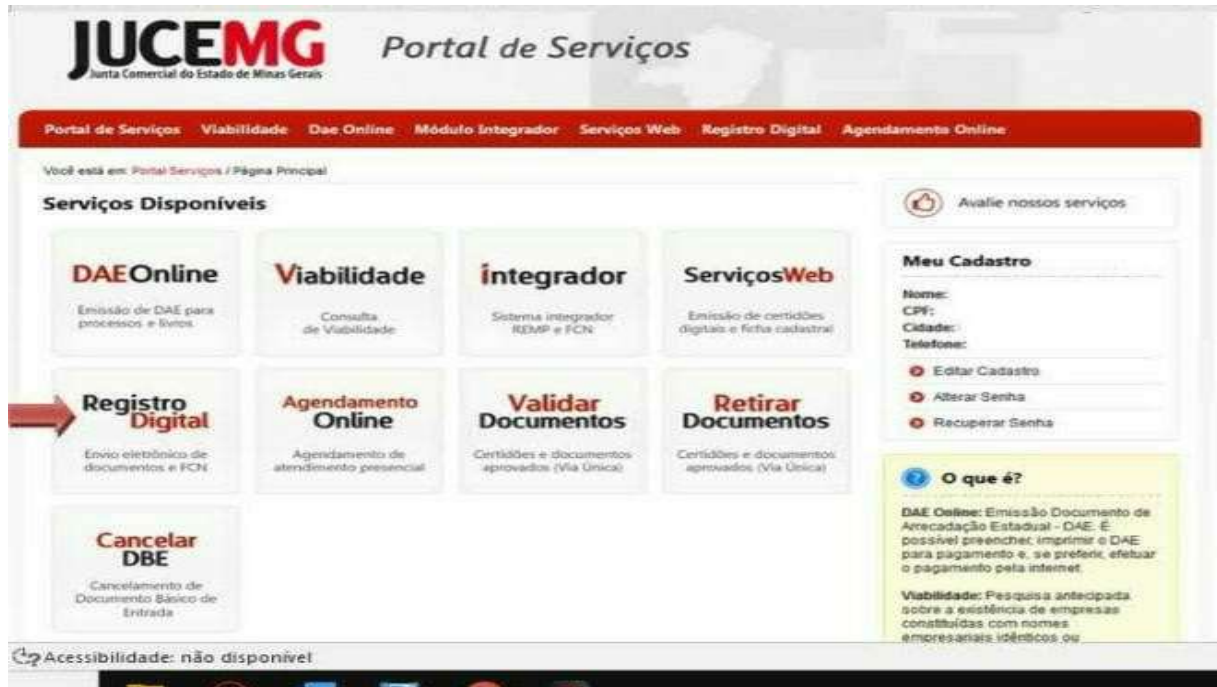 JUCEMG
Junta Comercial do Estado de Minas Gerais
Portal de Serviços
Portal de Serviços Viabilidade Dae Online Módulo Integrador Serviços Web Registro Digital Agendamento Online
Você está em: Portal Serviços / Página Principal
Serviços Disponíveis
DAEOnline
Emissão de DAE para
processos e livros
Viabilidade
Consulta
de Viabilidade
integrador
Sistema integrador
REMP e FCN
ServiçosWeb
Emissão de certidões
digitais e ficha cadastral
Registro
Digital
Envio eletrônico de
documentos e FCN
Agendamento
Online
Agendamento de
atendimento presencial
Validar
Documentos
Certidões e documentos
aprovados (Via Única)
Retirar
Documentos
Certidões e documentos
aprovados (Via Única)
Cancelar
DBE
Cancelamento de
Documento Básico de
Entrada
Avalie nossos serviços
Meu Cadastro
Nome:
CPF:
Cidade:
Telefone:
Editar Cadastro
Alterar Senha
Recuperar Senha
O que é?
DAE Online: Emissão Documento de
Arrecadação Estadual - DAE. É
possível preencher, imprimir o DAE
para pagamento e, se preferir, efetuar
o pagamento pela internet.
Viabilidade: Pesquisa antecipada
sobre a existência de empresas
constituídas com nomes
empresariais idênticos ou
Acessibilidade: não disponível